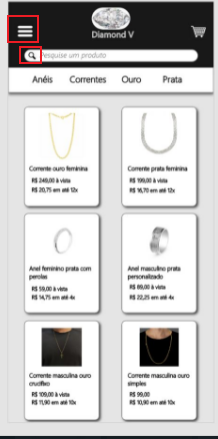 Diamond V
Pesquise um produto
Anéis Correntes Ouro Prata
Corrente ouro feminina
R$ 249,00 à vista
R$ 20,75 em até 12x
Corrente prata feminina
R$ 199,00 à vista
R$ 16,70 em até 12x
Anel feminino prata com
perolas
R$ 59,00 à vista
R$ 14,75 em até 4x
Anel masculino prata
personalizado
R$ 89,00 à vista
R$ 22,25 em até 4x
Corrente masculina ouro
crucifixo
R$ 109,00 à vista
R$ 11,90 em até 10x
Corrente masculina ouro
simples
R$ 99,00
R$ 10,90 em até 10x